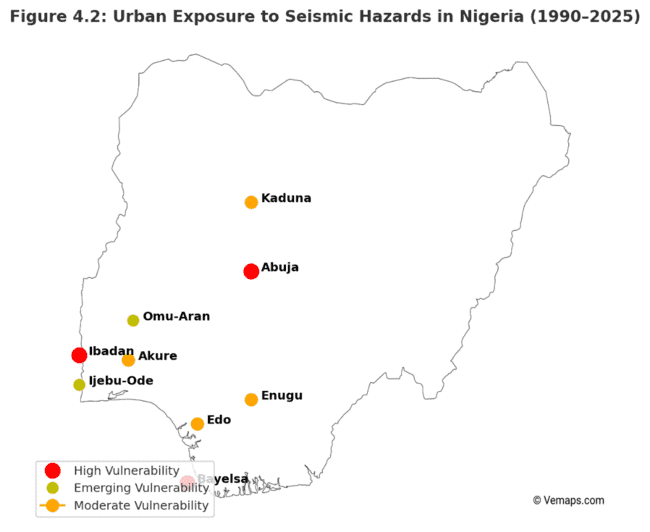 Figure 4.2: Urban Exposure to Seismic Hazards in Nigeria (1990–2025)
Kaduna
Abuja
Omu-Aran
Ibadan
Akure
Ijebu-Ode
Enugu
Edo
Bayelsa
High Vulnerability
Emerging Vulnerability
Moderate Vulnerability
© Vemaps.com